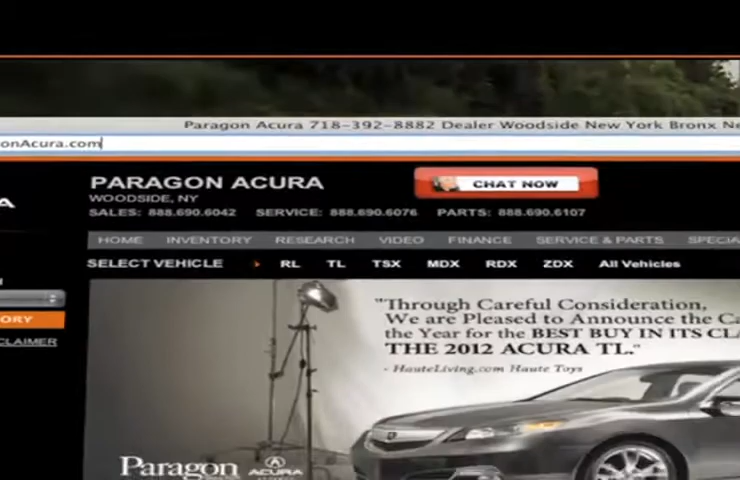 Paragon Acura 718-392-8882 Dealer Woodside New York Bronx Ne
onAcura.com
A
PARAGON ACURA
WOODSIDE, NY
CHAT NOW
SALES: 888.690.6042 SERVICE: 888.690.6076 PARTS: 888.690.6107
HOME INVENTORY RESEARCH VIDEO FINANCE SERVICE & PARTS SPECIA
SELECT VEHICLE RL TL TSX MDX RDX ZDX All Vehicles
ORY
CLAIMER
"Through Careful Consideration,
We are Pleased to Announce the Ca
the Year for the BEST BUY IN ITS CLA
THE 2012 ACURA TL."
- HauteLiving.com Haute Toys
Paragon ACURA